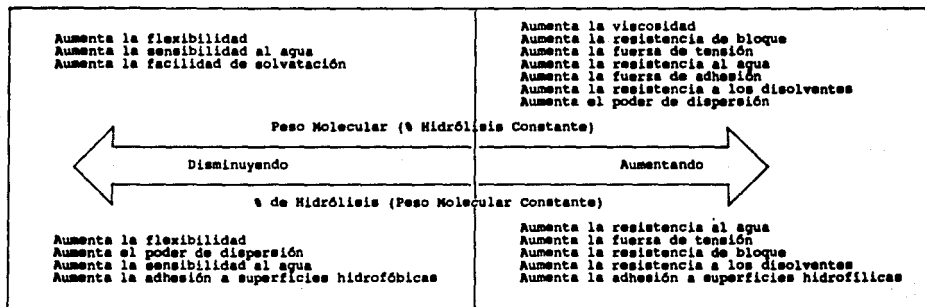 Aumenta la flexibilidad
Aumenta la sensibilidad al agua
Aumenta la facilidad de solvatación
Aumenta la viscosidad
Aumenta la resistencia de bloque
Aumenta la fuerza de tensión
Aumenta la resistencia al agua
Aumenta la fuerza de adhesión
Aumenta la resistencia a los disolventes
Aumenta el poder de dispersión
Peso Molecular (% Hidrólisis Constante)
Disminuyendo
Aumentando
% de Hidrólisis (Peso Molecular Constante)
Aumenta la flexibilidad
Aumenta el poder de dispersión
Aumenta la sensibilidad al agua
Aumenta la adhesión a superficies hidrofóbicas
Aumenta la resistencia al agua
Aumenta la fuerza de tensión
Aumenta la resistencia de bloque
Aumenta la resistencia a los disolventes
Aumenta la adhesión a superficies hidrofílicas